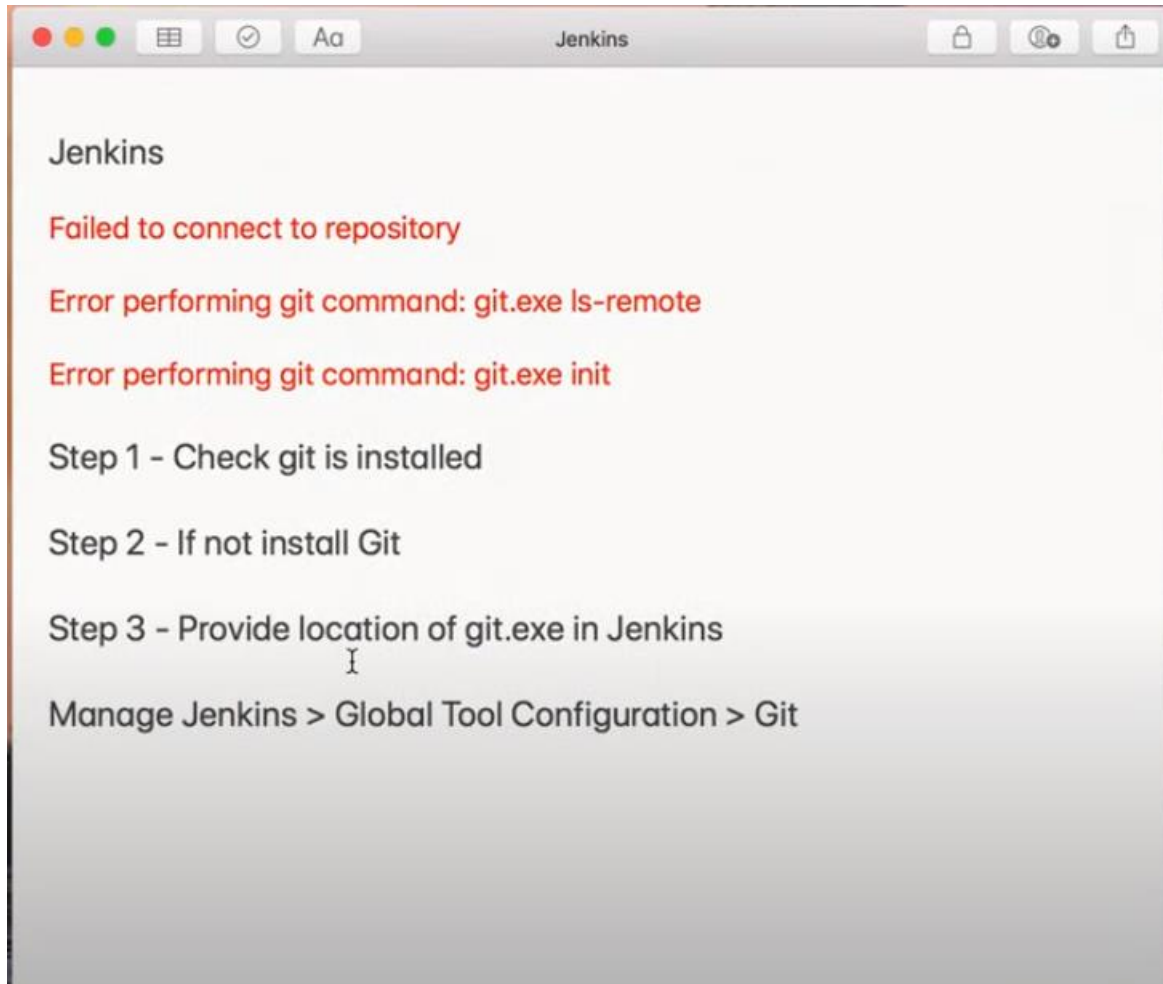 Aa
Jenkins
Jenkins
Failed to connect to repository
Error performing git command: git.exe ls-remote
Error performing git command: git.exe init
Step 1 - Check git is installed
Step 2 - If not install Git
Step 3 - Provide location of git.exe in Jenkins
Manage Jenkins > Global Tool Configuration > Git